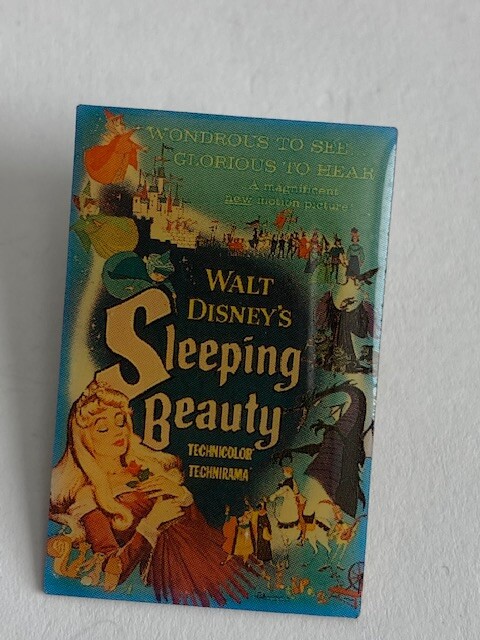 WONDROUS TO SEE
GLORIOUS TO HEAR
A magnificent
new motion picture!
WALT
DISNEY'S
Sleeping
Beauty
TECHNICOLOR
TECHNIRAMA